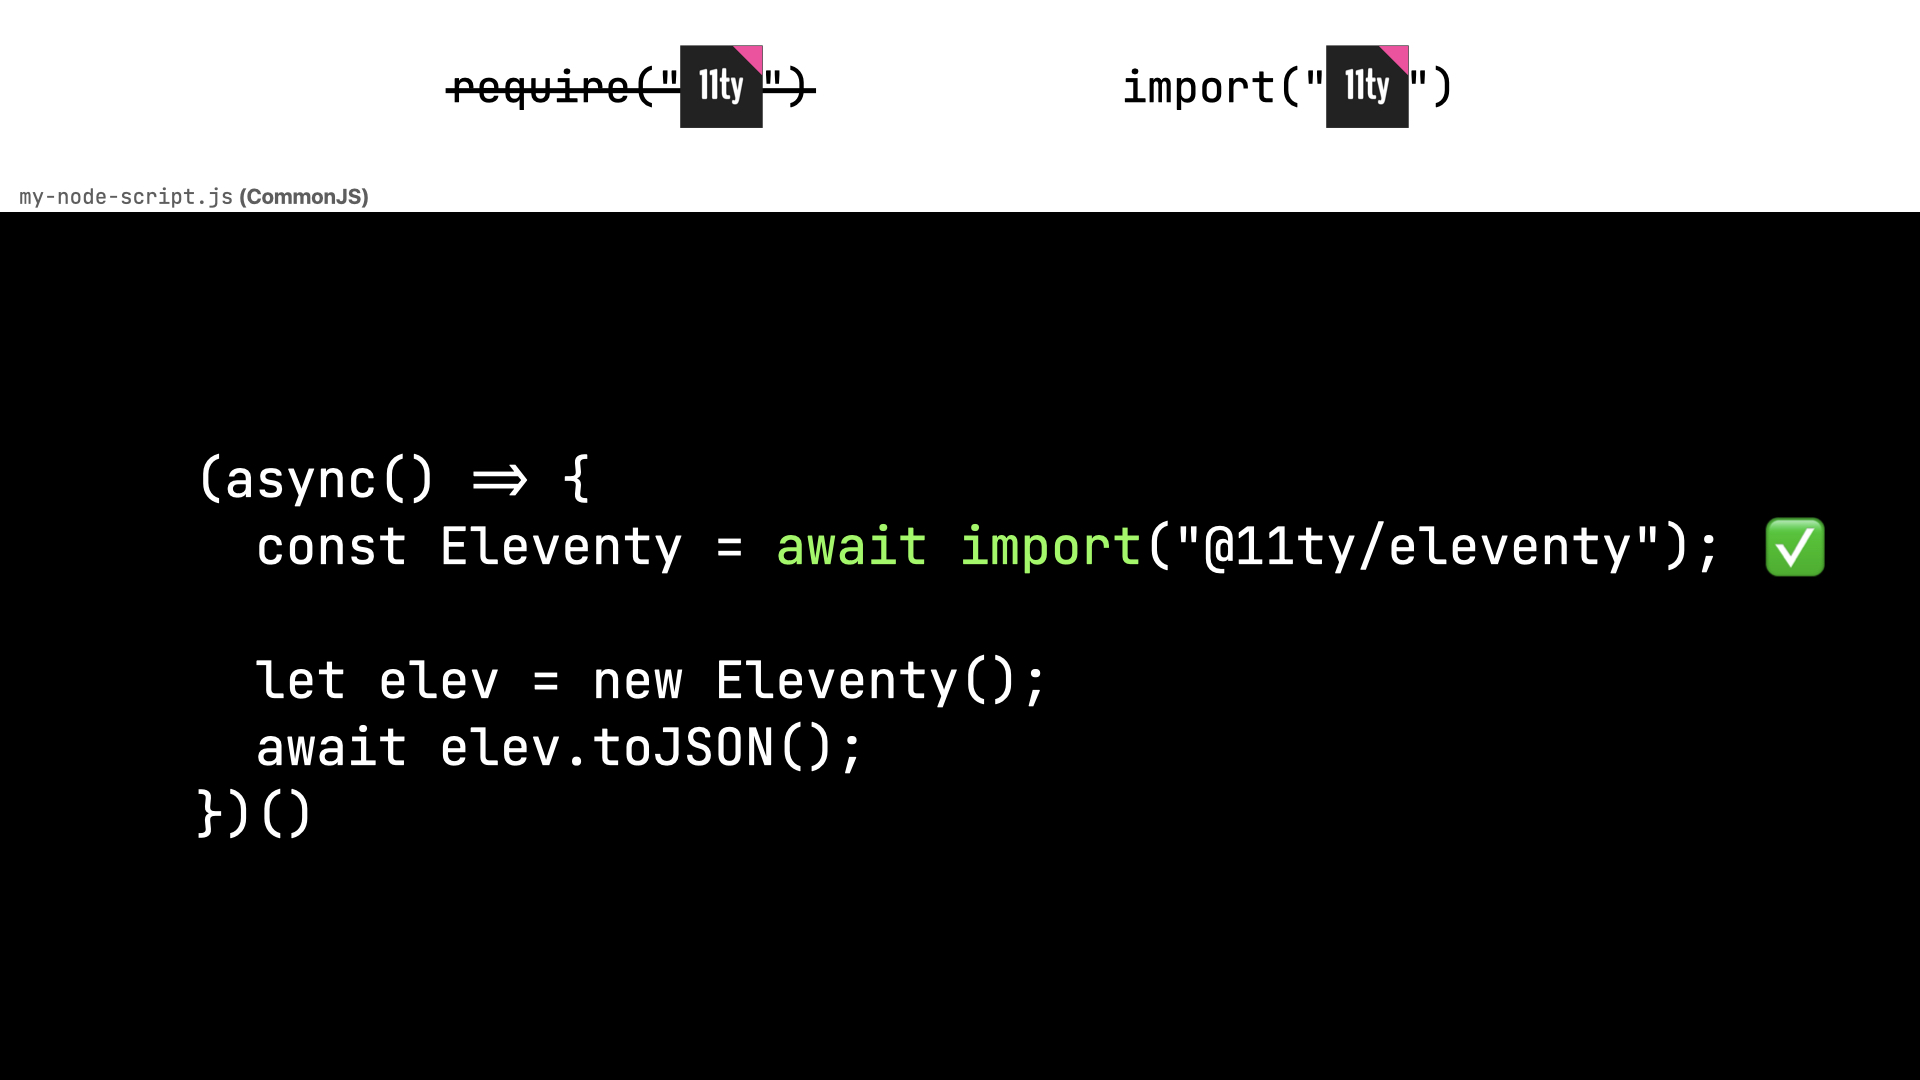 require("11ty")
import("11ty")
my-node-script.js (CommonJS)
(async() => {
const Eleventy = await import("@11ty/eleventy"); ✅
let elev = new Eleventy();
await elev.toJSON();
})()